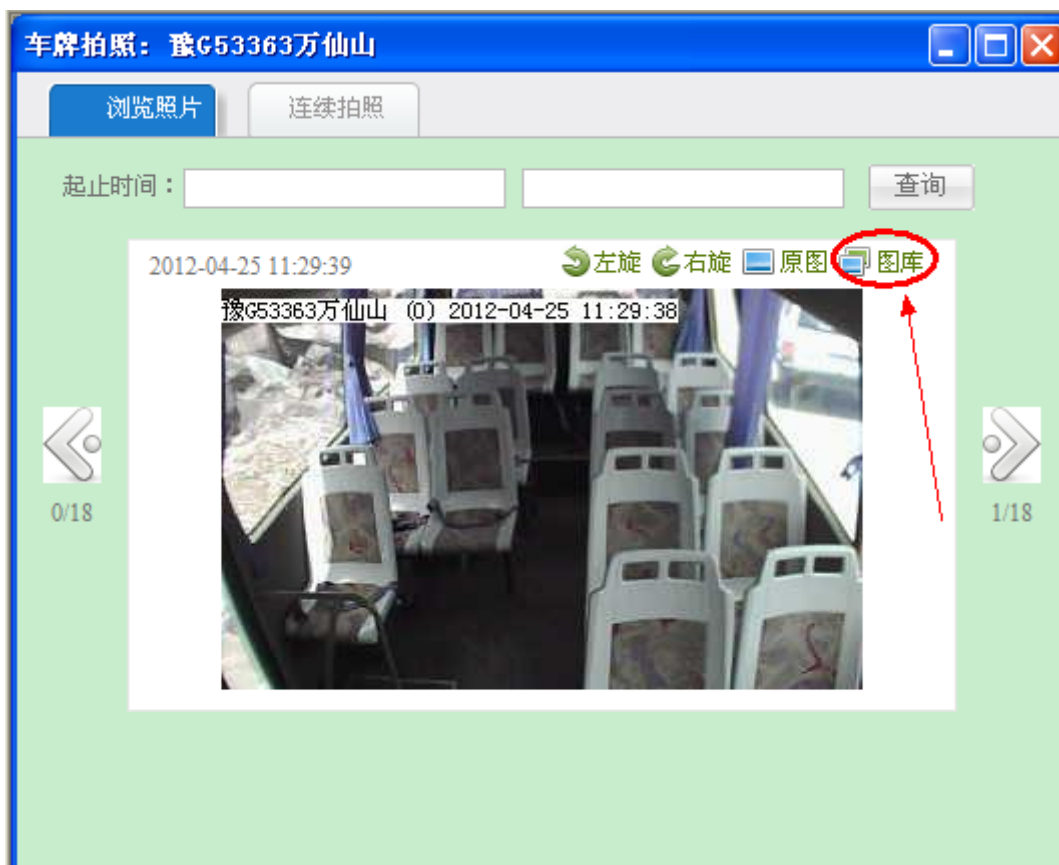 车牌拍照: 豫G53363万仙山
浏览照片 连续拍照
起止时间: 查询
2012-04-25 11:29:39 左旋 右旋 原图 图库
豫G53363万仙山 (0) 2012-04-25 11:29:38
0/18 1/18